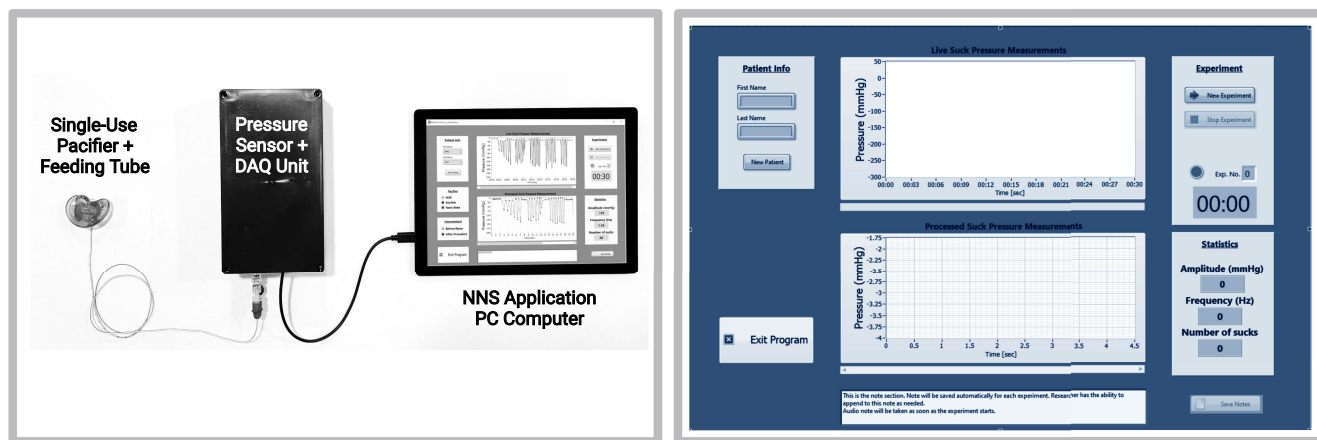 Single-Use
Pacifier +
Feeding Tube
Pressure
Sensor +
DAQ Unit
NNS Application
PC Computer
Live Suck Pressure Measurements
Patient Info
First Name
Last Name
New Patient
Pressure (mmHg)
50
0
-50
-100
-150
-200
-250
-300
00:00 00:03 00:06 00:09 00:12 00:15 00:18 00:21 00:24 00:27 00:30
Time [sec]
Experiment
New Experiment
Stop Experiment
Exp. No. 0
00:00
Processed Suck Pressure Measurements
Pressure (mmHg)
-1.75
-2
-2.25
-2.5
-2.75
-3
-3.25
-3.5
-3.75
-4
0 0.5 1 1.5 2 2.5 3 3.5 4 4.5
Time [sec]
Statistics
Amplitude (mmHg)
0
Frequency (Hz)
0
Number of sucks
0
Exit Program
This is the note section. Note will be saved automatically for each experiment. Researcher has the ability to
append to this note as needed.
Audio note will be taken as soon as the experiment starts.
Save Notes